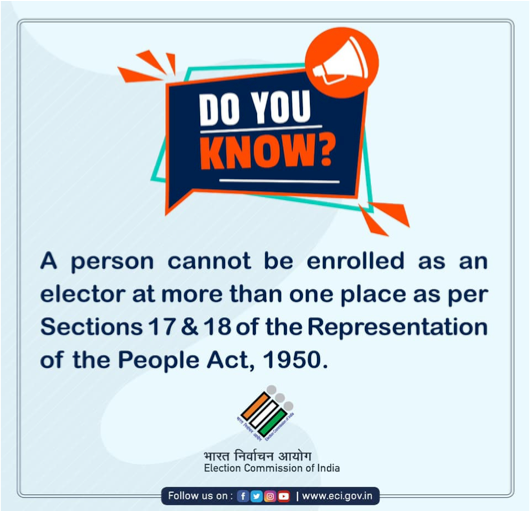 DO YOU
KNOW?
A person cannot be enrolled as an
elector at more than one place as per
Sections 17 & 18 of the Representation
of the People Act, 1950.
भारत निर्वाचन आयोग
Election Commission of India
Follow us on : | www.eci.gov.in